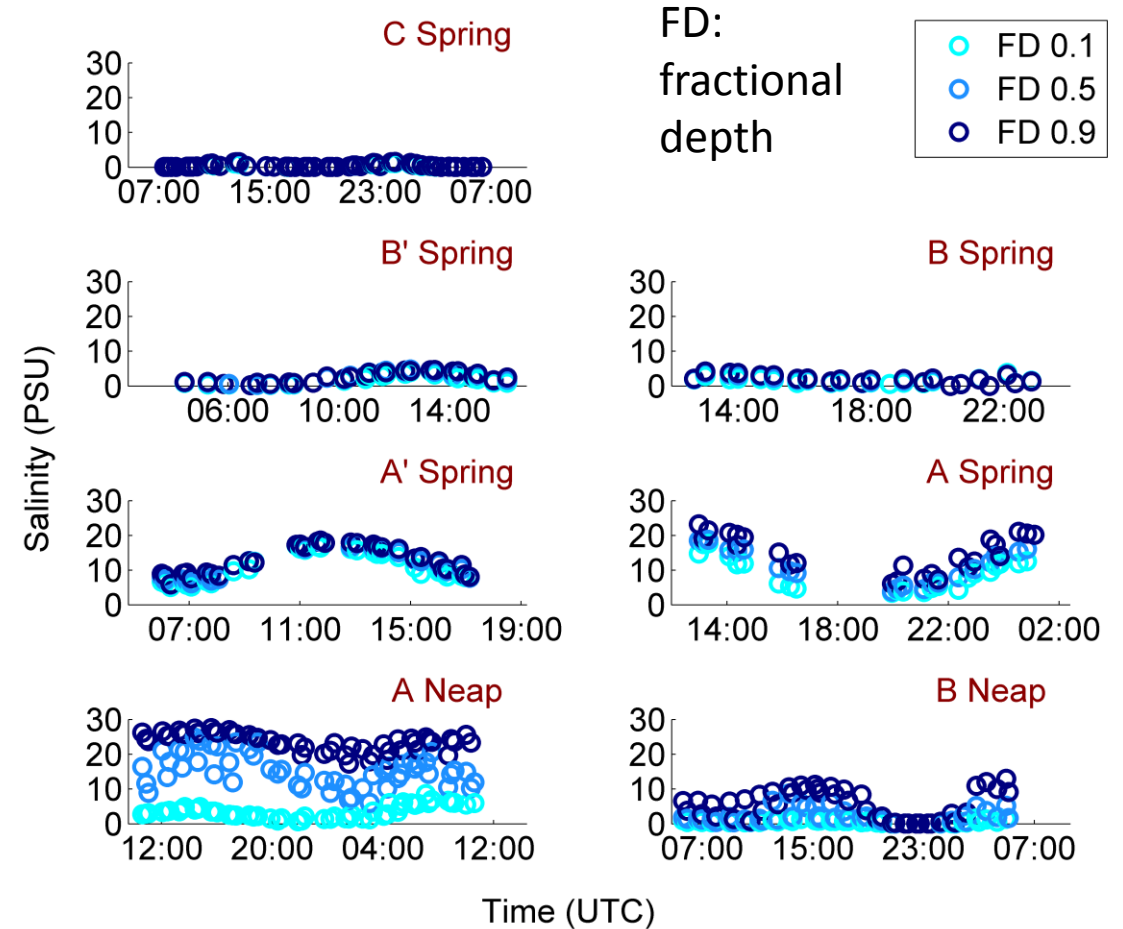 FD:
fractional
depth
FD 0.1
FD 0.5
FD 0.9
C Spring
30
20
10
0
07:00 15:00 23:00 07:00
B' Spring
30
20
10
0
06:00 10:00 14:00
B Spring
30
20
10
0
14:00 18:00 22:00
A' Spring
30
20
10
0
07:00 11:00 15:00 19:00
A Spring
30
20
10
0
14:00 18:00 22:00 02:00
A Neap
30
20
10
0
12:00 20:00 04:00 12:00
B Neap
30
20
10
0
07:00 15:00 23:00 07:00
Salinity (PSU)
Time (UTC)